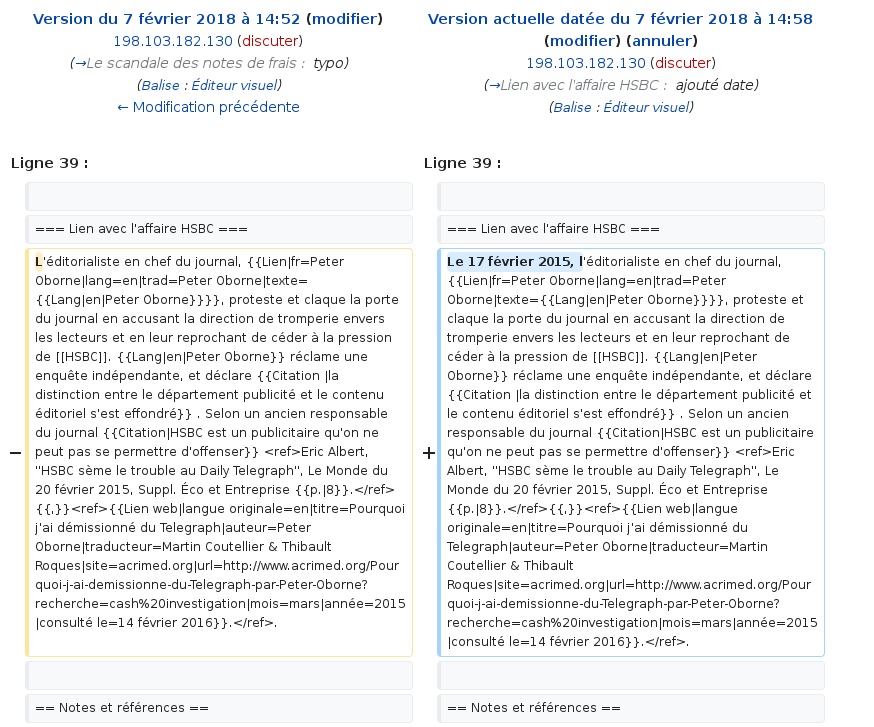 Version du 7 février 2018 à 14:52 (modifier)
198.103.182.130 (discuter)
(→Le scandale des notes de frais : typo)
(Balise : Éditeur visuel)
← Modification précédente
Version actuelle datée du 7 février 2018 à 14:58
(modifier) (annuler)
198.103.182.130 (discuter)
(→Lien avec l'affaire HSBC : ajouté date)
(Balise : Éditeur visuel)
Ligne 39 :
=== Lien avec l'affaire HSBC ===
− L'éditorialiste en chef du journal, {{Lien|fr=Peter
Oborne|lang=en|trad=Peter Oborne|texte=
{{Lang|en|Peter Oborne}}}}, proteste et claque la porte
du journal en accusant la direction de tromperie envers
les lecteurs et en leur reprochant de céder à la pression
de [[HSBC]]. {{Lang|en|Peter Oborne}} réclame une
enquête indépendante, et déclare {{Citation |la
distinction entre le département publicité et le contenu
éditoriel s'est effondré}} . Selon un ancien responsable
du journal {{Citation|HSBC est un publicitaire qu'on ne
peut pas se permettre d'offenser}} <ref>Eric Albert,
"HSBC sème le trouble au Daily Telegraph", Le Monde du
20 février 2015, Suppl. Éco et Entreprise {{p.|8}}.</ref>
{{,}}<ref>{{Lien web|langue originale=en|titre=Pourquoi
j'ai démissionné du Telegraph|auteur=Peter
Oborne|traducteur=Martin Coutellier & Thibault
Roques|site=acrimed.org|url=http://www.acrimed.org/Pour
quoi-j-ai-demissionne-du-Telegraph-par-Peter-Oborne?
recherche=cash%20investigation|mois=mars|année=2015
|consulté le=14 février 2016}}.</ref>.
== Notes et références ==
Ligne 39 :
=== Lien avec l'affaire HSBC ===
+ Le 17 février 2015, l'éditorialiste en chef du journal,
{{Lien|fr=Peter Oborne|lang=en|trad=Peter
Oborne|texte={{Lang|en|Peter Oborne}}}}, proteste et
claque la porte du journal en accusant la direction de
tromperie envers les lecteurs et en leur reprochant de
céder à la pression de [[HSBC]]. {{Lang|en|Peter
Oborne}} réclame une enquête indépendante, et déclare
{{Citation |la distinction entre le département publicité et
le contenu éditoriel s'est effondré}} . Selon un ancien
responsable du journal {{Citation|HSBC est un publicitaire
qu'on ne peut pas se permettre d'offenser}} <ref>Eric
Albert, "HSBC sème le trouble au Daily Telegraph", Le
Monde du 20 février 2015, Suppl. Éco et Entreprise
{{p.|8}}.</ref>{{,}}<ref>{{Lien web|langue
originale=en|titre=Pourquoi j'ai démissionné du
Telegraph|auteur=Peter Oborne|traducteur=Martin
Coutellier & Thibault
Roques|site=acrimed.org|url=http://www.acrimed.org/Pour
quoi-j-ai-demissionne-du-Telegraph-par-Peter-Oborne?
recherche=cash%20investigation|mois=mars|année=2015
|consulté le=14 février 2016}}.</ref>.
== Notes et références ==